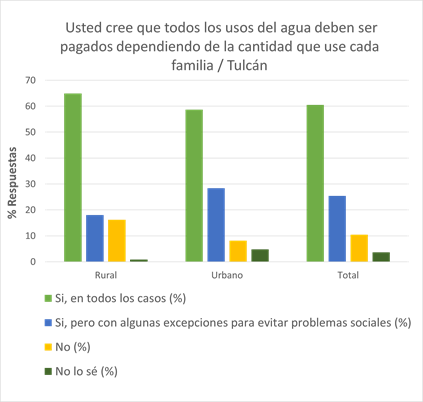 Usted cree que todos los usos del agua deben ser
pagados dependiendo de la cantidad que use cada
familia / Tulcán
% Respuestas
70
60
50
40
30
20
10
0
Rural
Urbano
Total
Si, en todos los casos (%)
Si, pero con algunas excepciones para evitar problemas sociales (%)
No (%)
No lo sé (%)